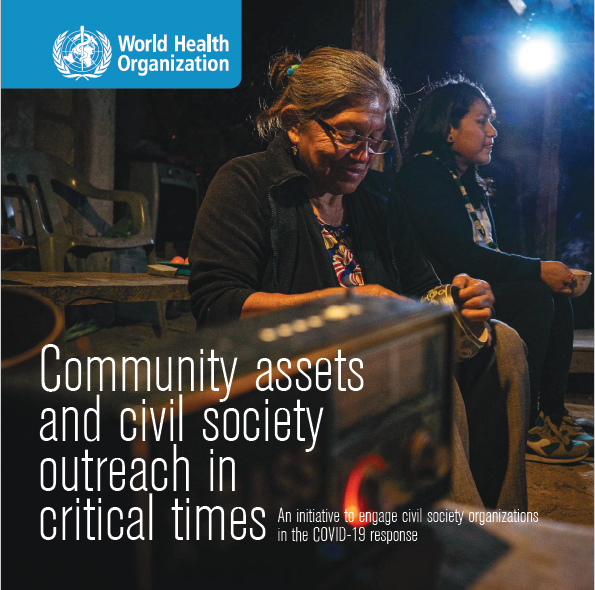 World Health
Organization
Community assets
and civil society
outreach in
critical times
An initiative to engage civil society organizations
in the COVID-19 response